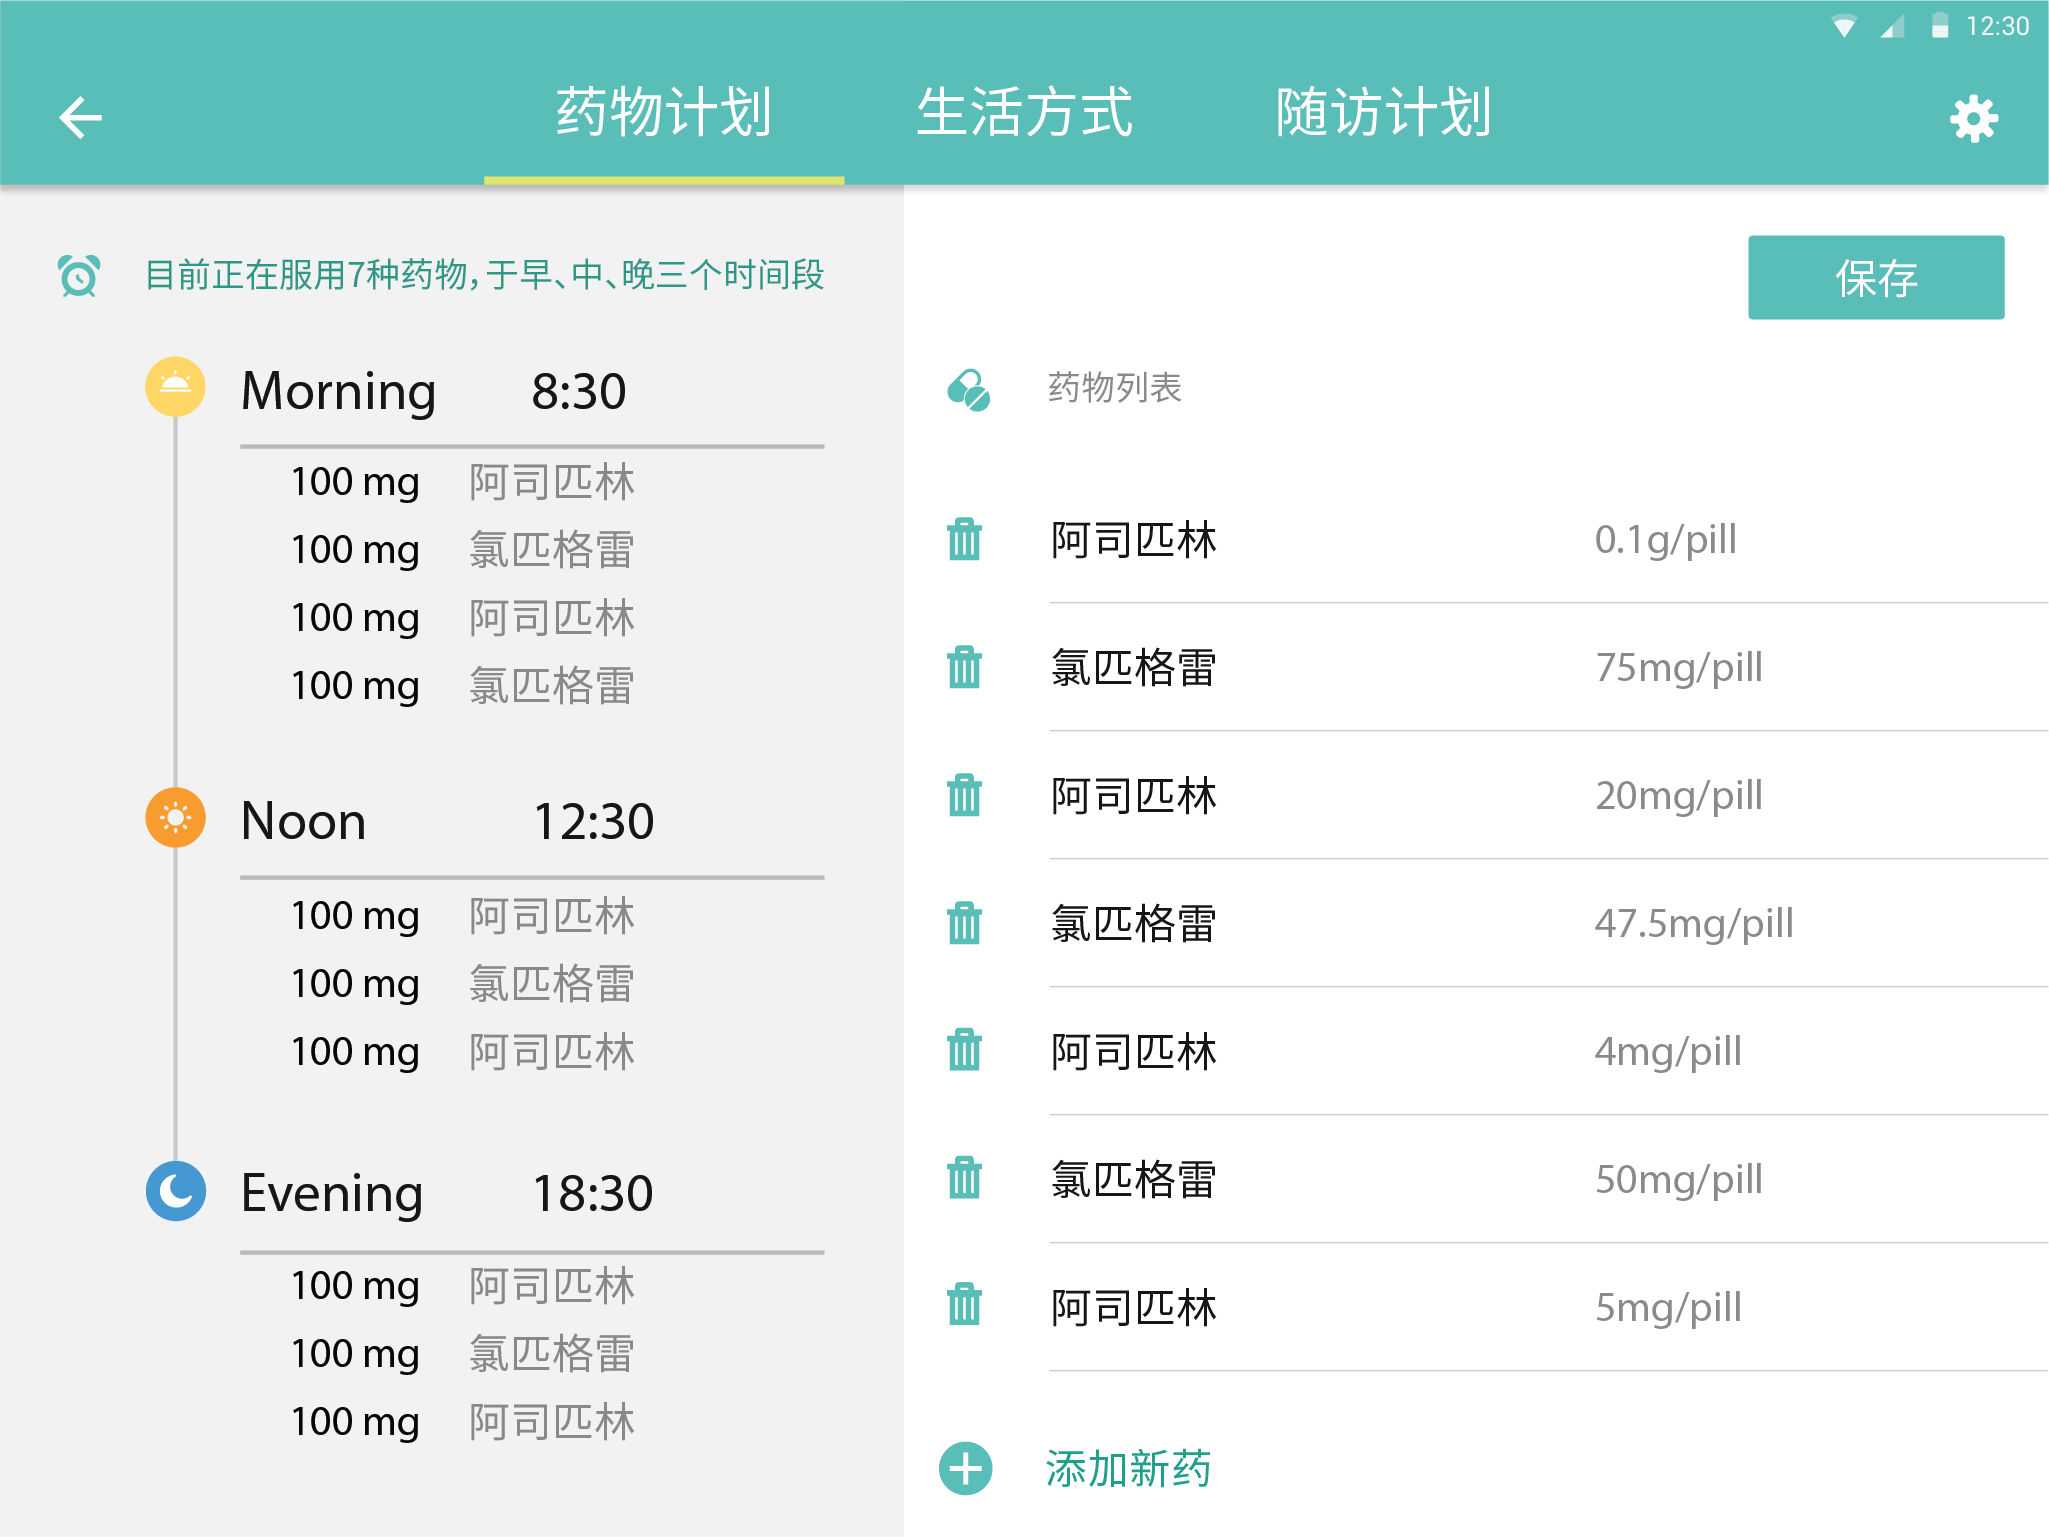 12:30
药物计划 生活方式 随访计划
目前正在服用7种药物,于早、中、晚三个时间段
Morning 8:30
100 mg 阿司匹林
100 mg 氯匹格雷
100 mg 阿司匹林
100 mg 氯匹格雷
Noon 12:30
100 mg 阿司匹林
100 mg 氯匹格雷
100 mg 阿司匹林
Evening 18:30
100 mg 阿司匹林
100 mg 氯匹格雷
100 mg 阿司匹林
保存
药物列表
阿司匹林 0.1g/pill
氯匹格雷 75mg/pill
阿司匹林 20mg/pill
氯匹格雷 47.5mg/pill
阿司匹林 4mg/pill
氯匹格雷 50mg/pill
阿司匹林 5mg/pill
添加新药